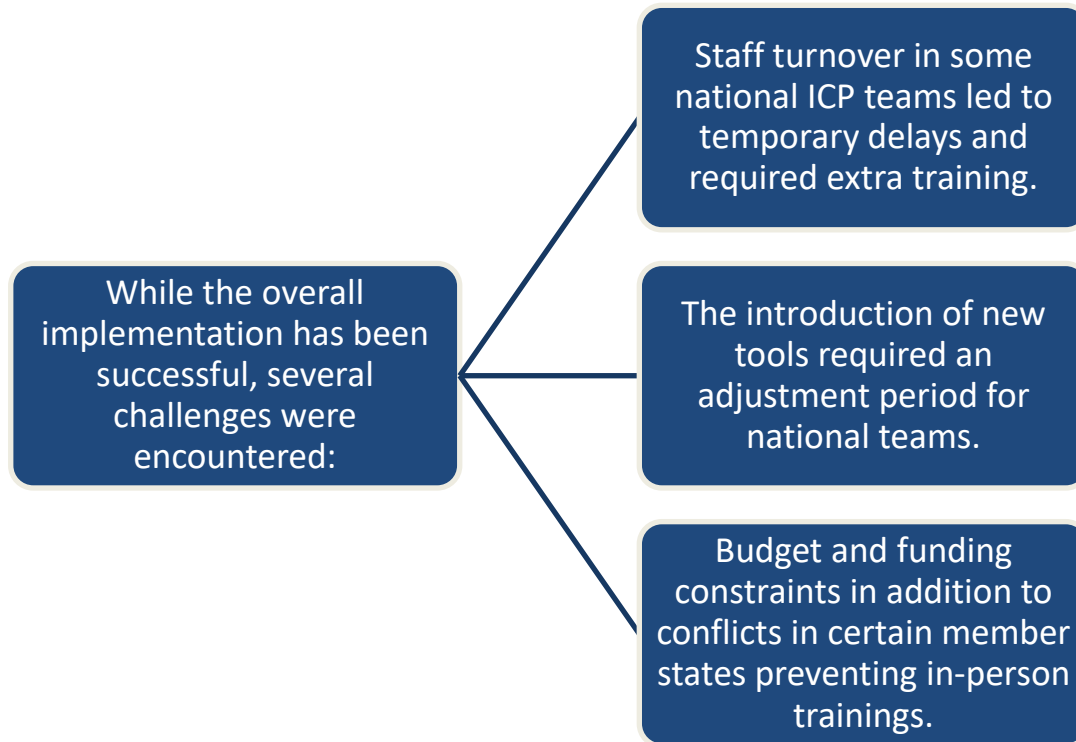 While the overall
implementation has been
successful, several
challenges were
encountered:
Staff turnover in some
national ICP teams led to
temporary delays and
required extra training.
The introduction of new
tools required an
adjustment period for
national teams.
Budget and funding
constraints in addition to
conflicts in certain member
states preventing in-person
trainings.